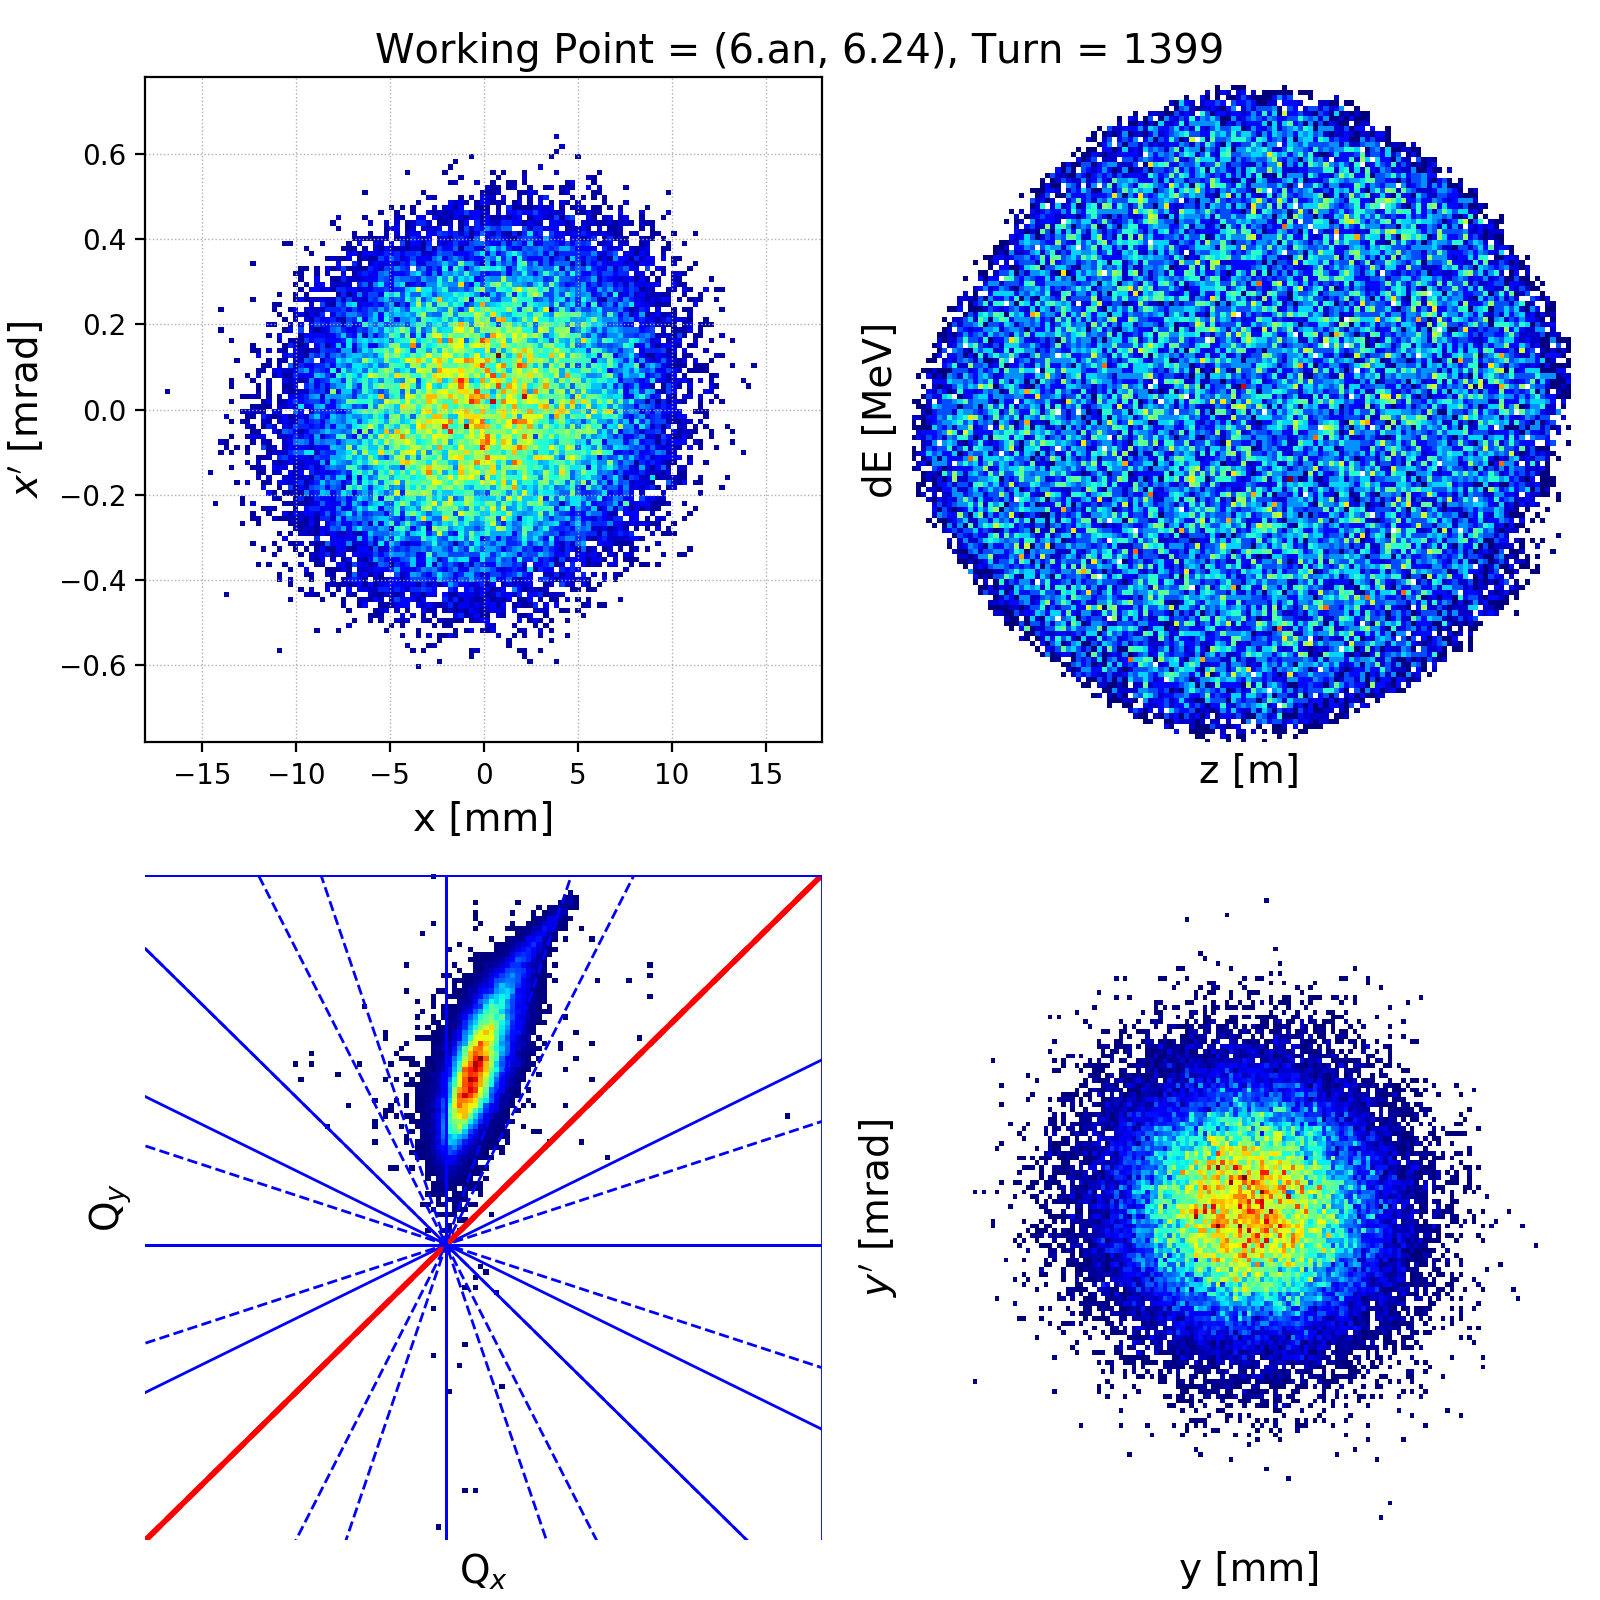 Working Point = (6.an, 6.24), Turn = 1399
x′ [mrad]
0.6
0.4
0.2
0.0
−0.2
−0.4
−0.6
−15 −10 −5 0 5 10 15
x [mm]
dE [MeV]
z [m]
Qy
Qx
y′ [mrad]
y [mm]